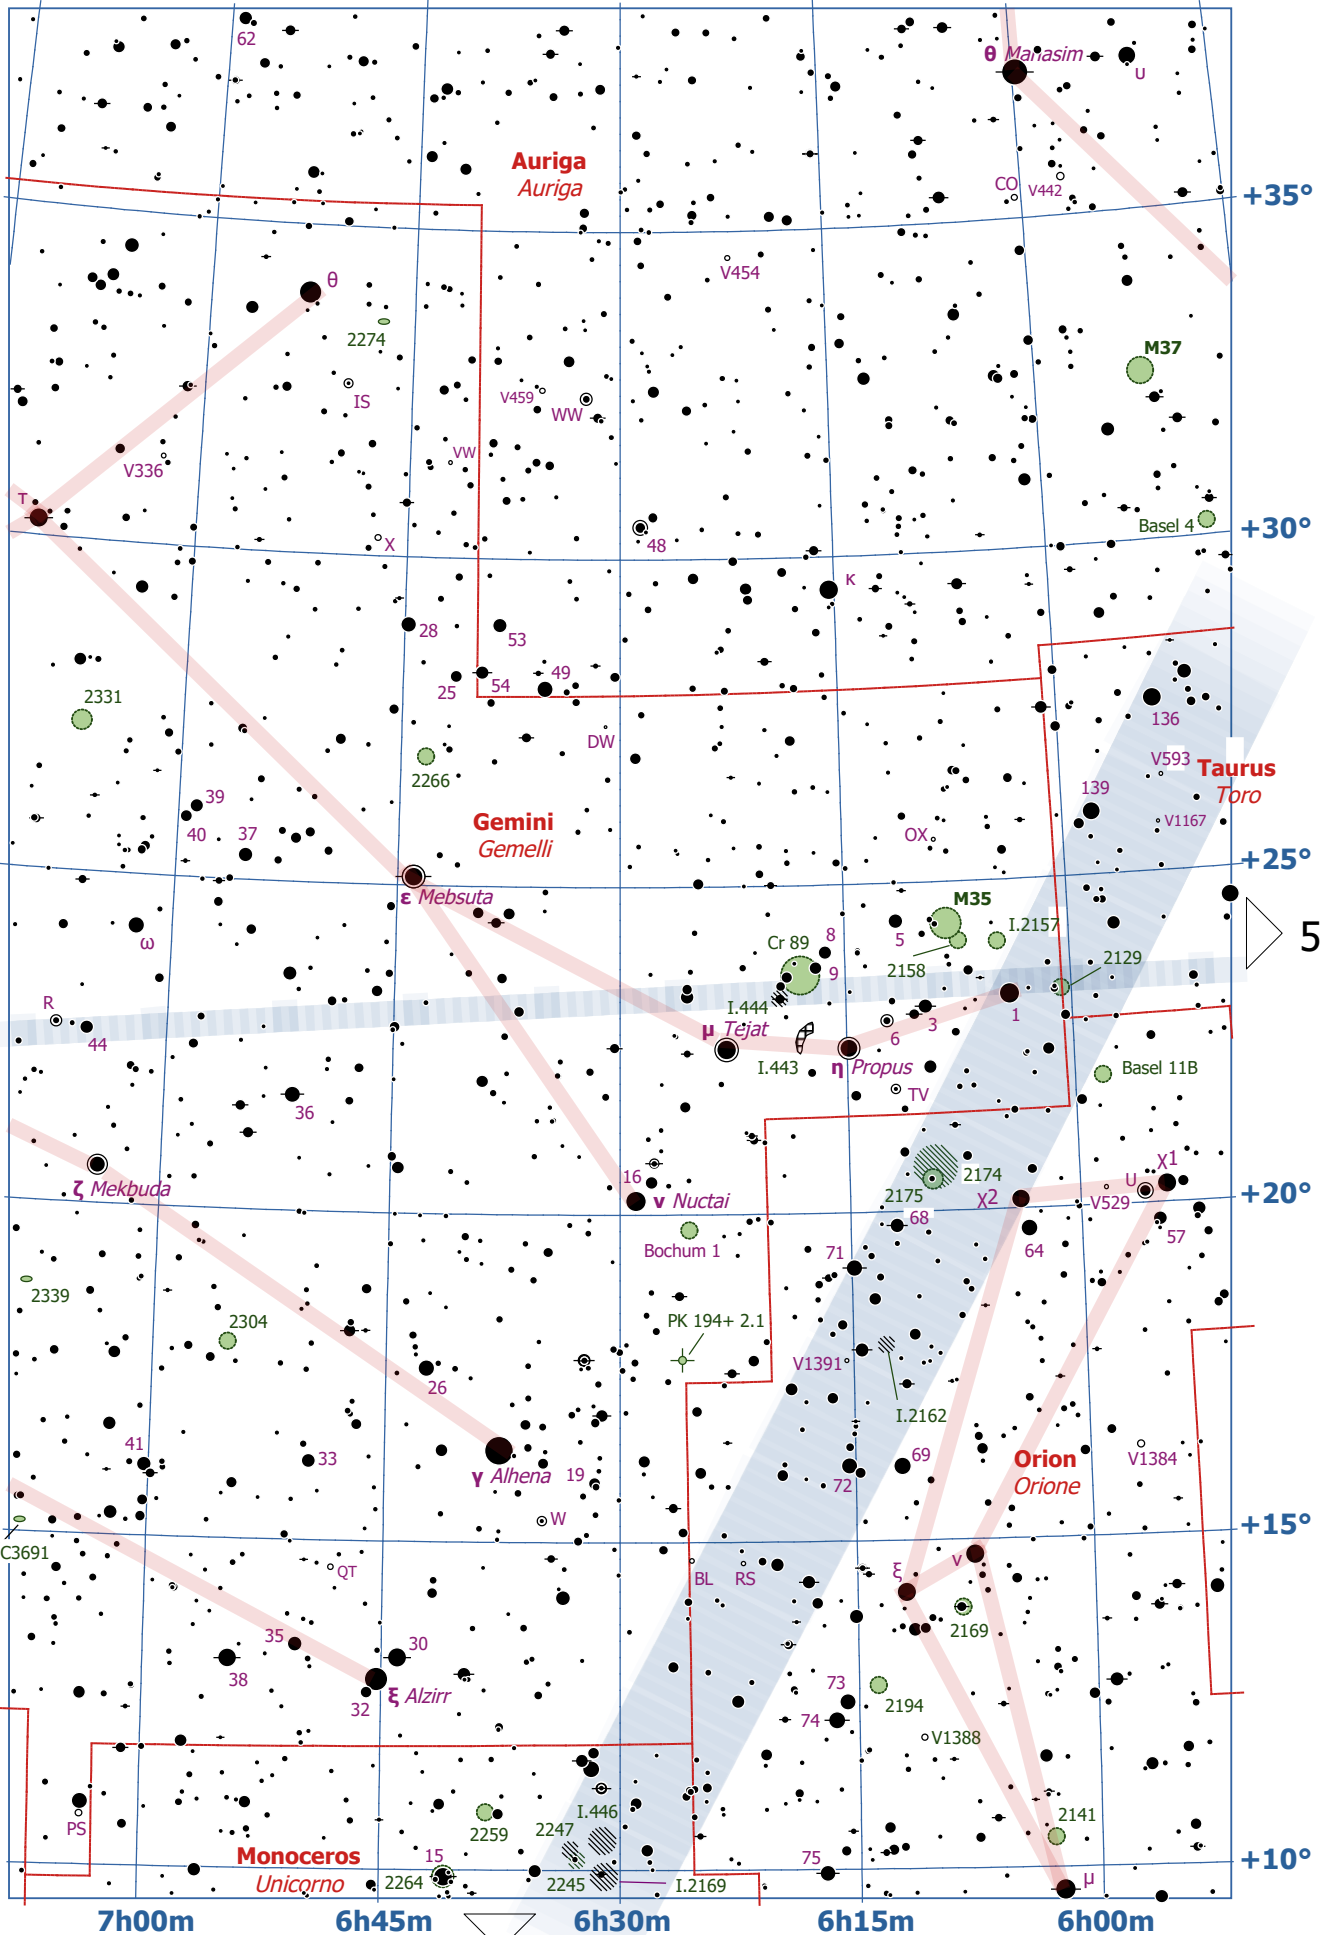 62
θ Manasim
υ
Auriga
Auriga
CO
V442
+35°
V454
θ
2274
M37
IS
V459
WW
VW
V336
τ
Basel 4
+30°
X
48
κ
28
53
25
54
49
2331
136
DW
V593
Taurus
Toro
2266
39
139
40
37
Gemini
Gemelli
V1167
OX
+25°
ε Mebsuta
M35
I.2157
ω
Cr 89
8
5
2158
2129
9
5
R
I.444
44
μ Tejat
6
3
1
I.443
η Propus
Basel 11B
TV
36
16
2174
χ1
ζ Mekbuda
ν Nuctai
2175
χ2
V529
U
+20°
68
57
Bochum 1
64
71
2339
2304
PK 194+ 2.1
V1391
26
I.2162
41
33
γ Alhena
19
72
69
Orion
Orione
V1384
W
+15°
C3691
QT
BL
RS
ξ
ν
2169
35
30
38
32
ξ Alzirr
73
2194
74
V1388
PS
2259
I.446
2247
2141
Monoceros
Unicorno
15
2264
2245
I.2169
75
μ
+10°
7h00m
6h45m
6h30m
6h15m
6h00m